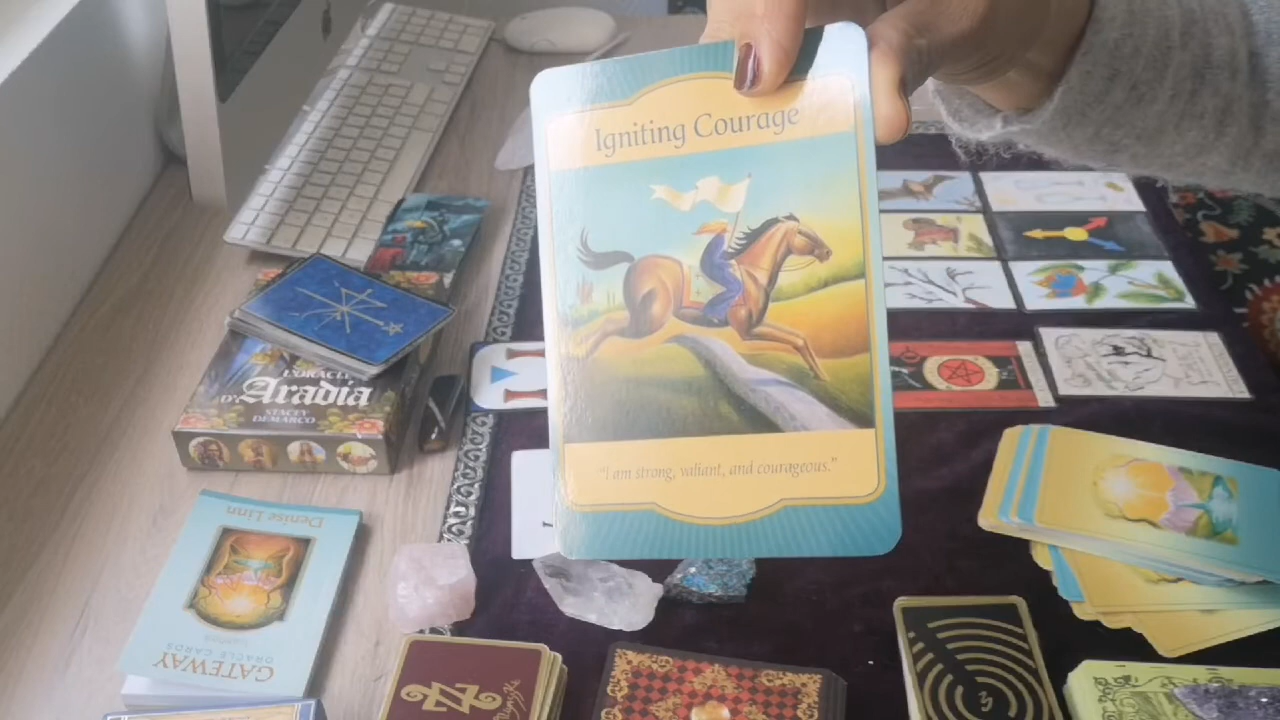 Igniting Courage
"I am strong, valiant, and courageous."
L'ORACLE
D'Aradia
STACEY
DEMARCO
Denise Linn
GATEWAY
ORACLE CARDS